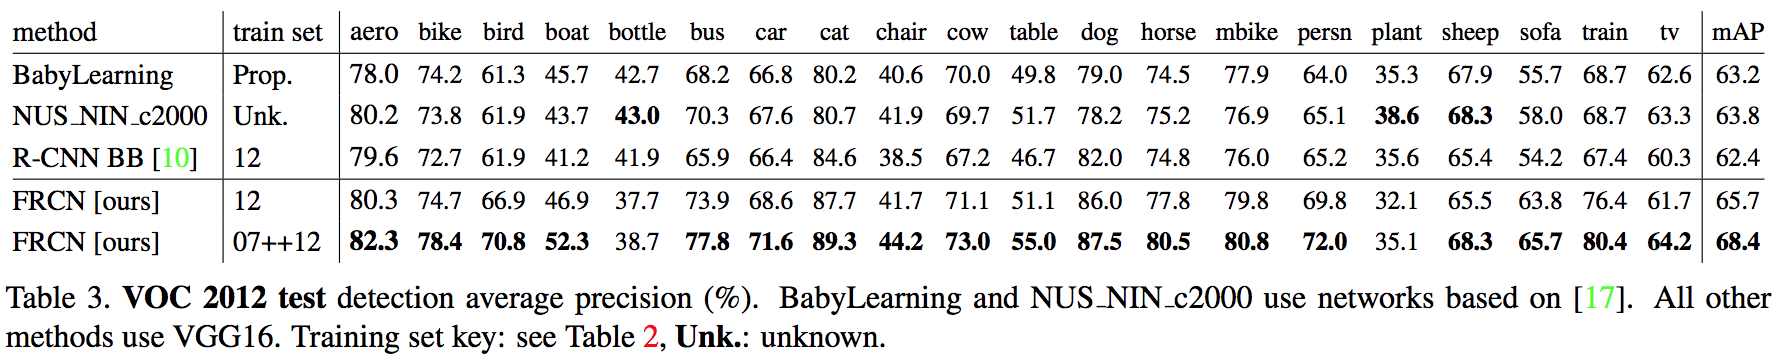 method train set aero bike bird boat bottle bus car cat chair cow table dog horse mbike persn plant sheep sofa train tv mAP
BabyLearning Prop. 78.0 74.2 61.3 45.7 42.7 68.2 66.8 80.2 40.6 70.0 49.8 79.0 74.5 77.9 64.0 35.3 67.9 55.7 68.7 62.6 63.2
NUS_NIN_c2000 Unk. 80.2 73.8 61.9 43.7 43.0 70.3 67.6 80.7 41.9 69.7 51.7 78.2 75.2 76.9 65.1 38.6 68.3 58.0 68.7 63.3 63.8
R-CNN BB [10] 12 79.6 72.7 61.9 41.2 41.9 65.9 66.4 84.6 38.5 67.2 46.7 82.0 74.8 76.0 65.2 35.6 65.4 54.2 67.4 60.3 62.4
FRCN [ours] 12 80.3 74.7 66.9 46.9 37.7 73.9 68.6 87.7 41.7 71.1 51.1 86.0 77.8 79.8 69.8 32.1 65.5 63.8 76.4 61.7 65.7
FRCN [ours] 07++12 82.3 78.4 70.8 52.3 38.7 77.8 71.6 89.3 44.2 73.0 55.0 87.5 80.5 80.8 72.0 35.1 68.3 65.7 80.4 64.2 68.4
Table 3. VOC 2012 test detection average precision (%). BabyLearning and NUS_NIN_c2000 use networks based on [17]. All other
methods use VGG16. Training set key: see Table 2, Unk.: unknown.